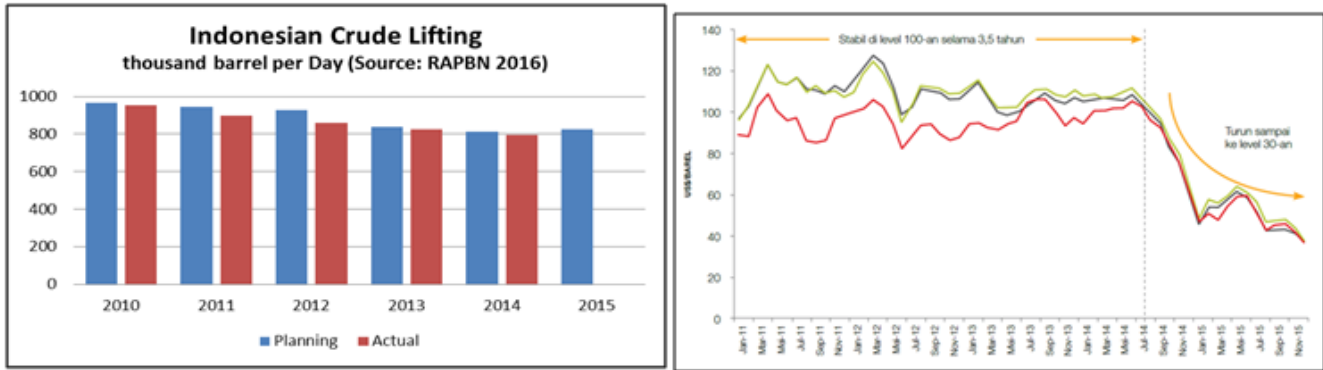 Indonesian Crude Lifting
thousand barrel per Day (Source: RAPBN 2016)
1000
800
600
400
200
0
2010 2011 2012 2013 2014 2015
Planning Actual
140
120
100
80
60
40
20
0
US$/BAREL
Stabil di level 100-an selama 3,5 tahun
Turun sampai
ke level 30-an
Jan-11 Mar-11 Mei-11 Jul-11 Sep-11 Nov-11 Jan-12 Mar-12 Mei-12 Jul-12 Sep-12 Nov-12 Jan-13 Mar-13 Mei-13 Jul-13 Sep-13 Nov-13 Jan-14 Mar-14 Mei-14 Jul-14 Sep-14 Nov-14 Jan-15 Mar-15 Mei-15 Jul-15 Sep-15 Nov-15